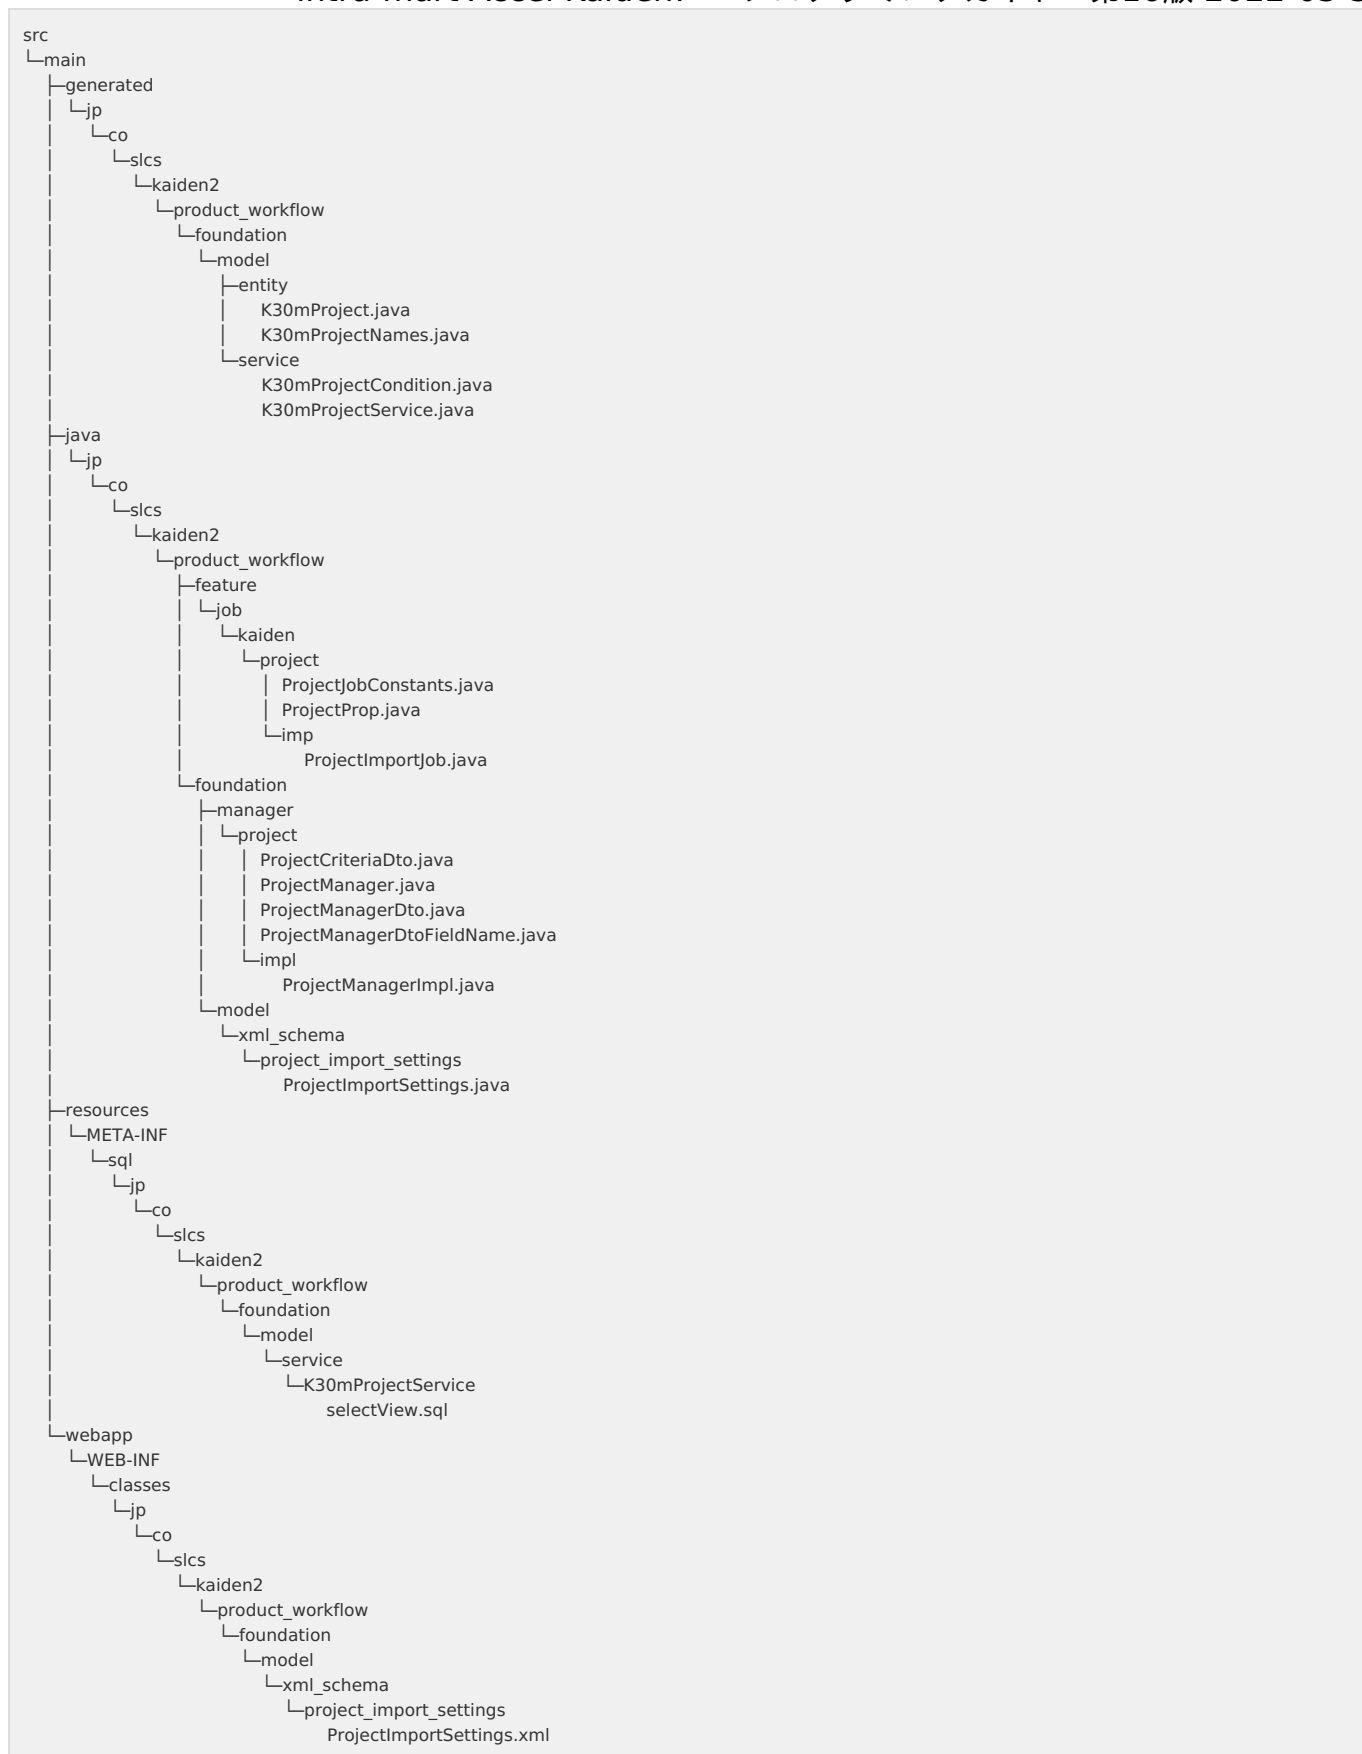 src
└─main
├─generated
│ └─jp
│ └─co
│ └─slcs
│ └─kaiden2
│ └─product_workflow
│ └─foundation
│ └─model
│ ├─entity
│ │ K30mProject.java
│ │ K30mProjectNames.java
│ └─service
│ K30mProjectCondition.java
│ K30mProjectService.java
├─java
│ └─jp
│ └─co
│ └─slcs
│ └─kaiden2
│ └─product_workflow
│ ├─feature
│ │ └─job
│ │ └─kaiden
│ │ └─project
│ │ │ ProjectJobConstants.java
│ │ │ ProjectProp.java
│ │ └─imp
│ │ ProjectImportJob.java
│ └─foundation
│ ├─manager
│ │ └─project
│ │ │ ProjectCriteriaDto.java
│ │ │ ProjectManager.java
│ │ │ ProjectManagerDto.java
│ │ │ ProjectManagerDtoFieldName.java
│ │ └─impl
│ │ ProjectManagerImpl.java
│ └─model
│ └─xml_schema
│ └─project_import_settings
│ ProjectImportSettings.java
├─resources
│ └─META-INF
│ └─sql
│ └─jp
│ └─co
│ └─slcs
│ └─kaiden2
│ └─product_workflow
│ └─foundation
│ └─model
│ └─service
│ └─K30mProjectService
│ selectView.sql
└─webapp
└─WEB-INF
└─classes
└─jp
└─co
└─slcs
└─kaiden2
└─product_workflow
└─foundation
└─model
└─xml_schema
└─project_import_settings
ProjectImportSettings.xml